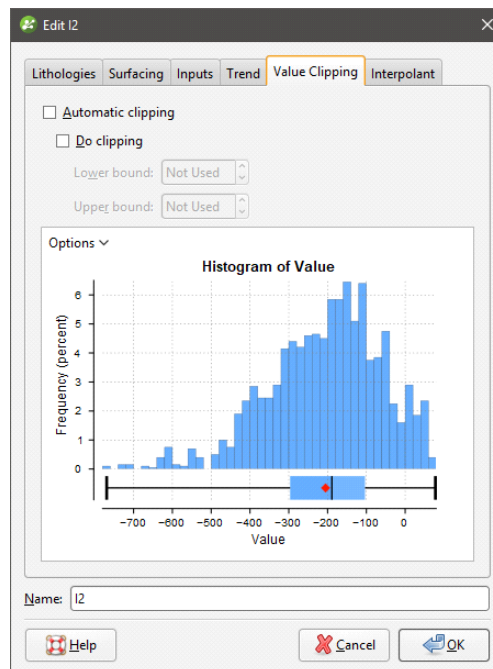 Edit I2
Lithologies Surfacing Inputs Trend Value Clipping Interpolant
Automatic clipping
Do clipping
Lower bound: Not Used
Upper bound: Not Used
Options
Histogram of Value
Frequency (percent)
6
5
4
3
2
1
0
−700 −600 −500 −400 −300 −200 −100 0
Value
Name: I2
Help Cancel OK